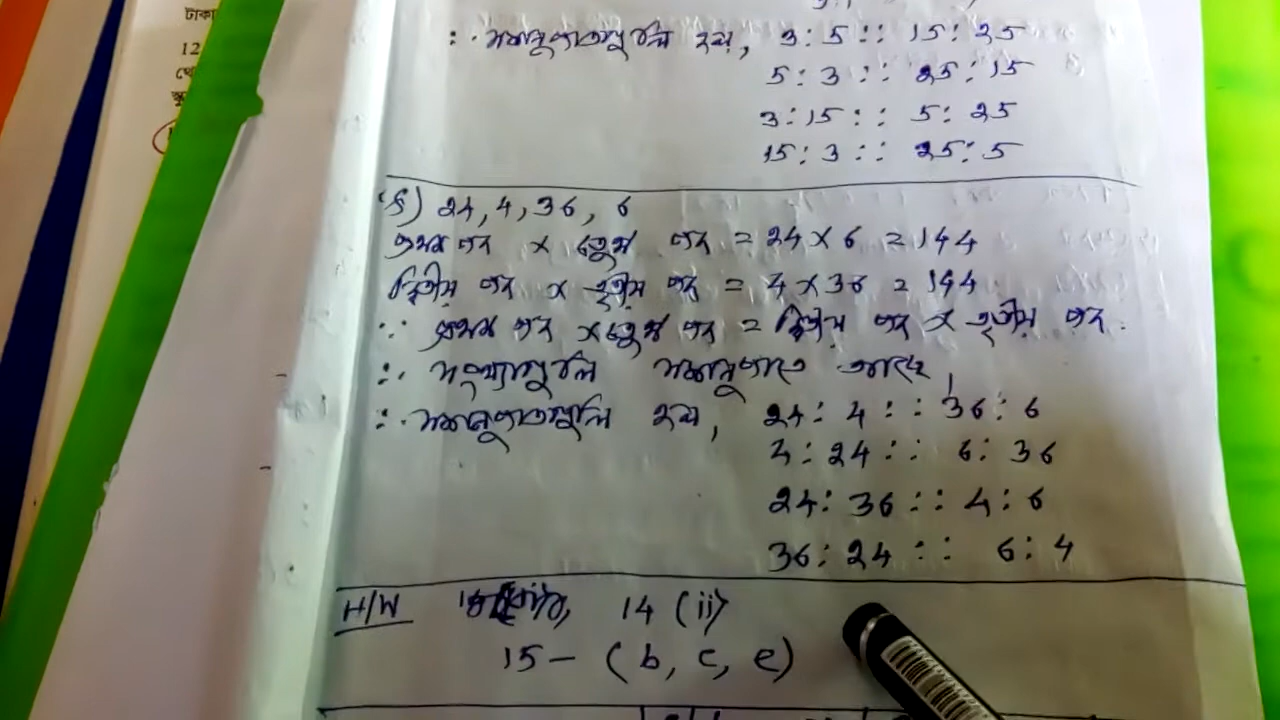 টাকা
12
∴ সমানুপাতগুলি হয়, 3 : 5 :: 15 : 25
5 : 3 :: 25 : 15
3 : 15 :: 5 : 25
15 : 3 :: 25 : 5
24, 4, 36, 6
প্রথম পদ × চতুর্থ পদ = 24 × 6 = 144
দ্বিতীয় পদ × তৃতীয় পদ = 4 × 36 = 144
∵ প্রথম পদ × চতুর্থ পদ = দ্বিতীয় পদ × তৃতীয় পদ.
∴ সংখ্যাগুলি সমানুপাতে আছে,
∴ সমানুপাতগুলি হয়, 24 : 4 :: 36 : 6
4 : 24 :: 6 : 36
24 : 36 :: 4 : 6
36 : 24 :: 6 : 4
H/W 14 (ii)
15 – (b, c, e)